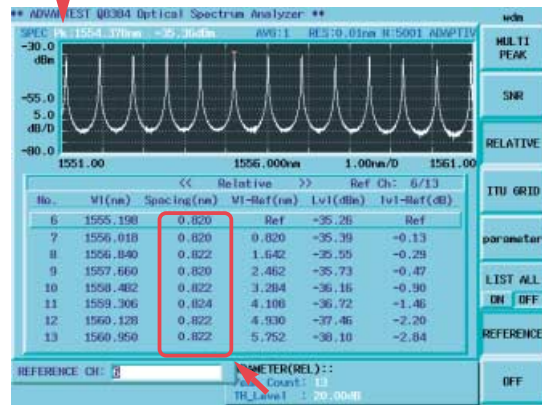 ** ADVANTEST Q8384 Optical Spectrum Analyzer **
SPEC Pk:1554.378nm -35.36dBm AVG:1 RES:0.01nm N:5001 ADAPTIV
-30.0
dBm
-55.0
5.0
dB/D
-80.0
1551.00 1556.000nm 1.00nm/D 1561.00
<< Relative >> Ref Ch: 6/13
No. Wl(nm) Spacing(nm) Wl-Ref(nm) Lvl(dBm) lvl-Ref(dB)
6 1555.198 0.820 Ref -35.26 Ref
7 1556.018 0.820 0.820 -35.39 -0.13
8 1556.840 0.822 1.642 -35.55 -0.29
9 1557.660 0.820 2.462 -35.73 -0.47
10 1558.482 0.822 3.284 -36.16 -0.90
11 1559.306 0.824 4.108 -36.72 -1.46
12 1560.128 0.822 4.930 -37.46 -2.20
13 1560.950 0.822 5.752 -38.10 -2.84
REFERENCE CH: 6
METER(REL)::
Count: 13
TH_Level : 20.00dB
wdm
MULTI
PEAK
SNR
RELATIVE
ITU GRID
parameter
LIST ALL
ON OFF
REFERENCE
OFF